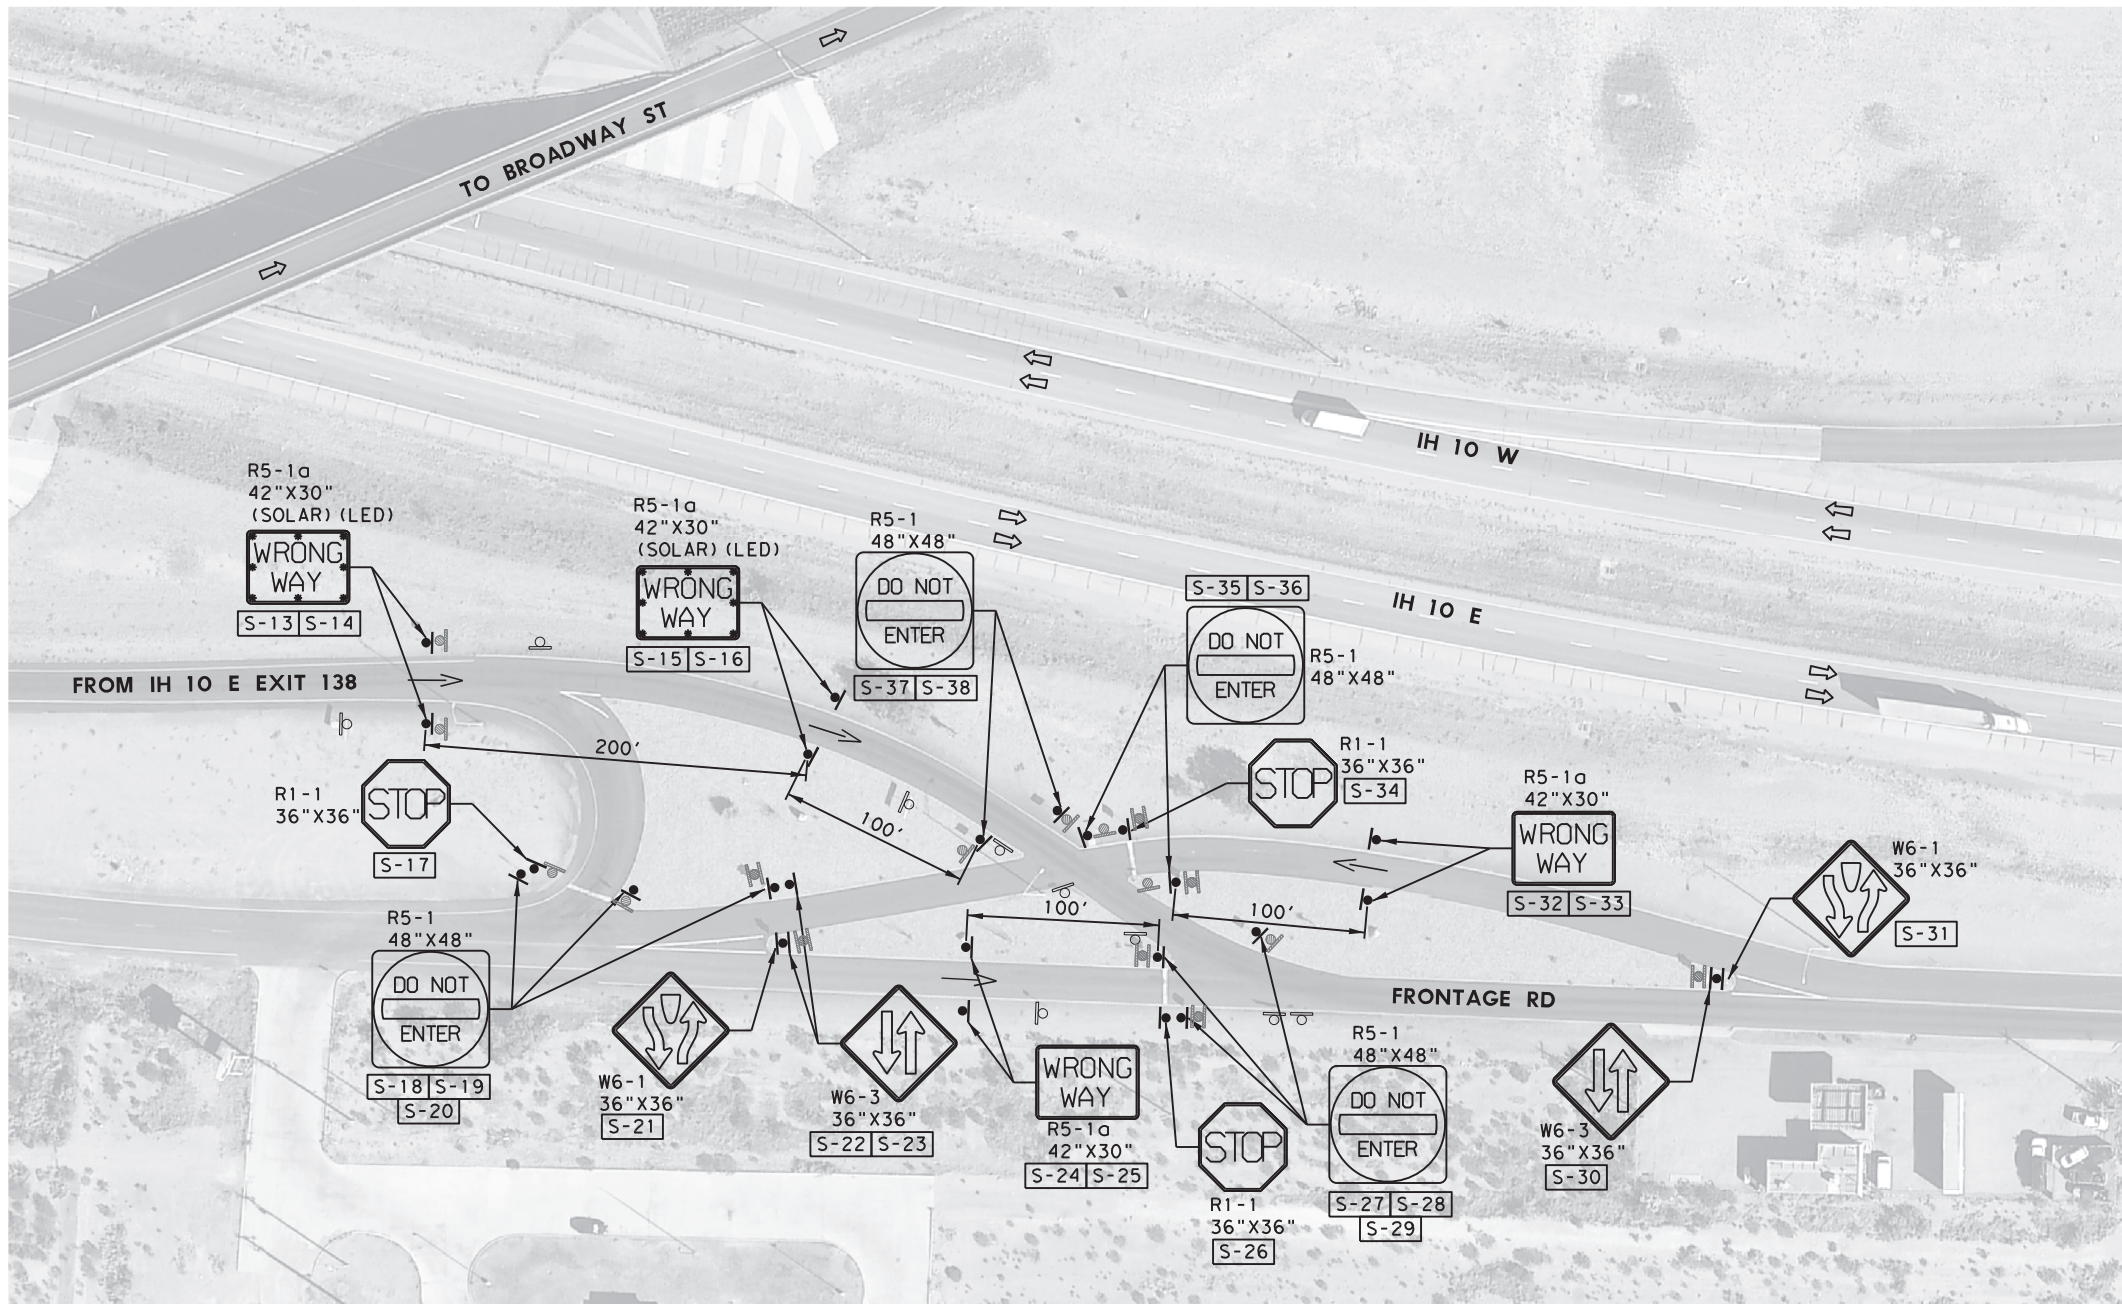 TO BROADWAY ST
IH 10 W
IH 10 E
R5-1a
42"X30"
(SOLAR) (LED)
WRONG
WAY
S-13 S-14
R5-1a
42"X30"
(SOLAR) (LED)
WRONG
WAY
S-15 S-16
R5-1
48"X48"
DO NOT
ENTER
S-37 S-38
S-35 S-36
DO NOT
ENTER
R5-1
48"X48"
FROM IH 10 E EXIT 138
200'
100'
R1-1
36"X36"
STOP
S-17
STOP
R1-1
36"X36"
S-34
R5-1a
42"X30"
WRONG
WAY
S-32 S-33
W6-1
36"X36"
S-31
100'
100'
R5-1
48"X48"
DO NOT
ENTER
S-18 S-19
S-20
W6-1
36"X36"
S-21
W6-3
36"X36"
S-22 S-23
WRONG
WAY
R5-1a
42"X30"
S-24 S-25
FRONTAGE RD
STOP
R1-1
36"X36"
S-26
R5-1
48"X48"
DO NOT
ENTER
S-27 S-28
S-29
W6-3
36"X36"
S-30